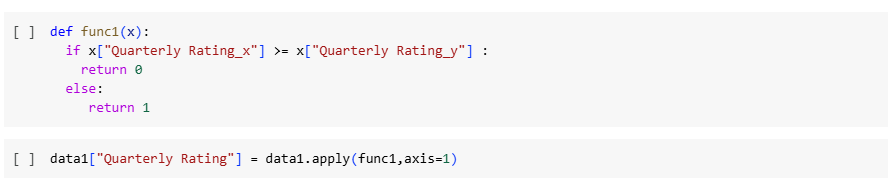 [ ] def func1(x):
  if x["Quarterly Rating_x"] >= x["Quarterly Rating_y"] :
    return 0
  else:
     return 1
[ ] data1["Quarterly Rating"] = data1.apply(func1,axis=1)